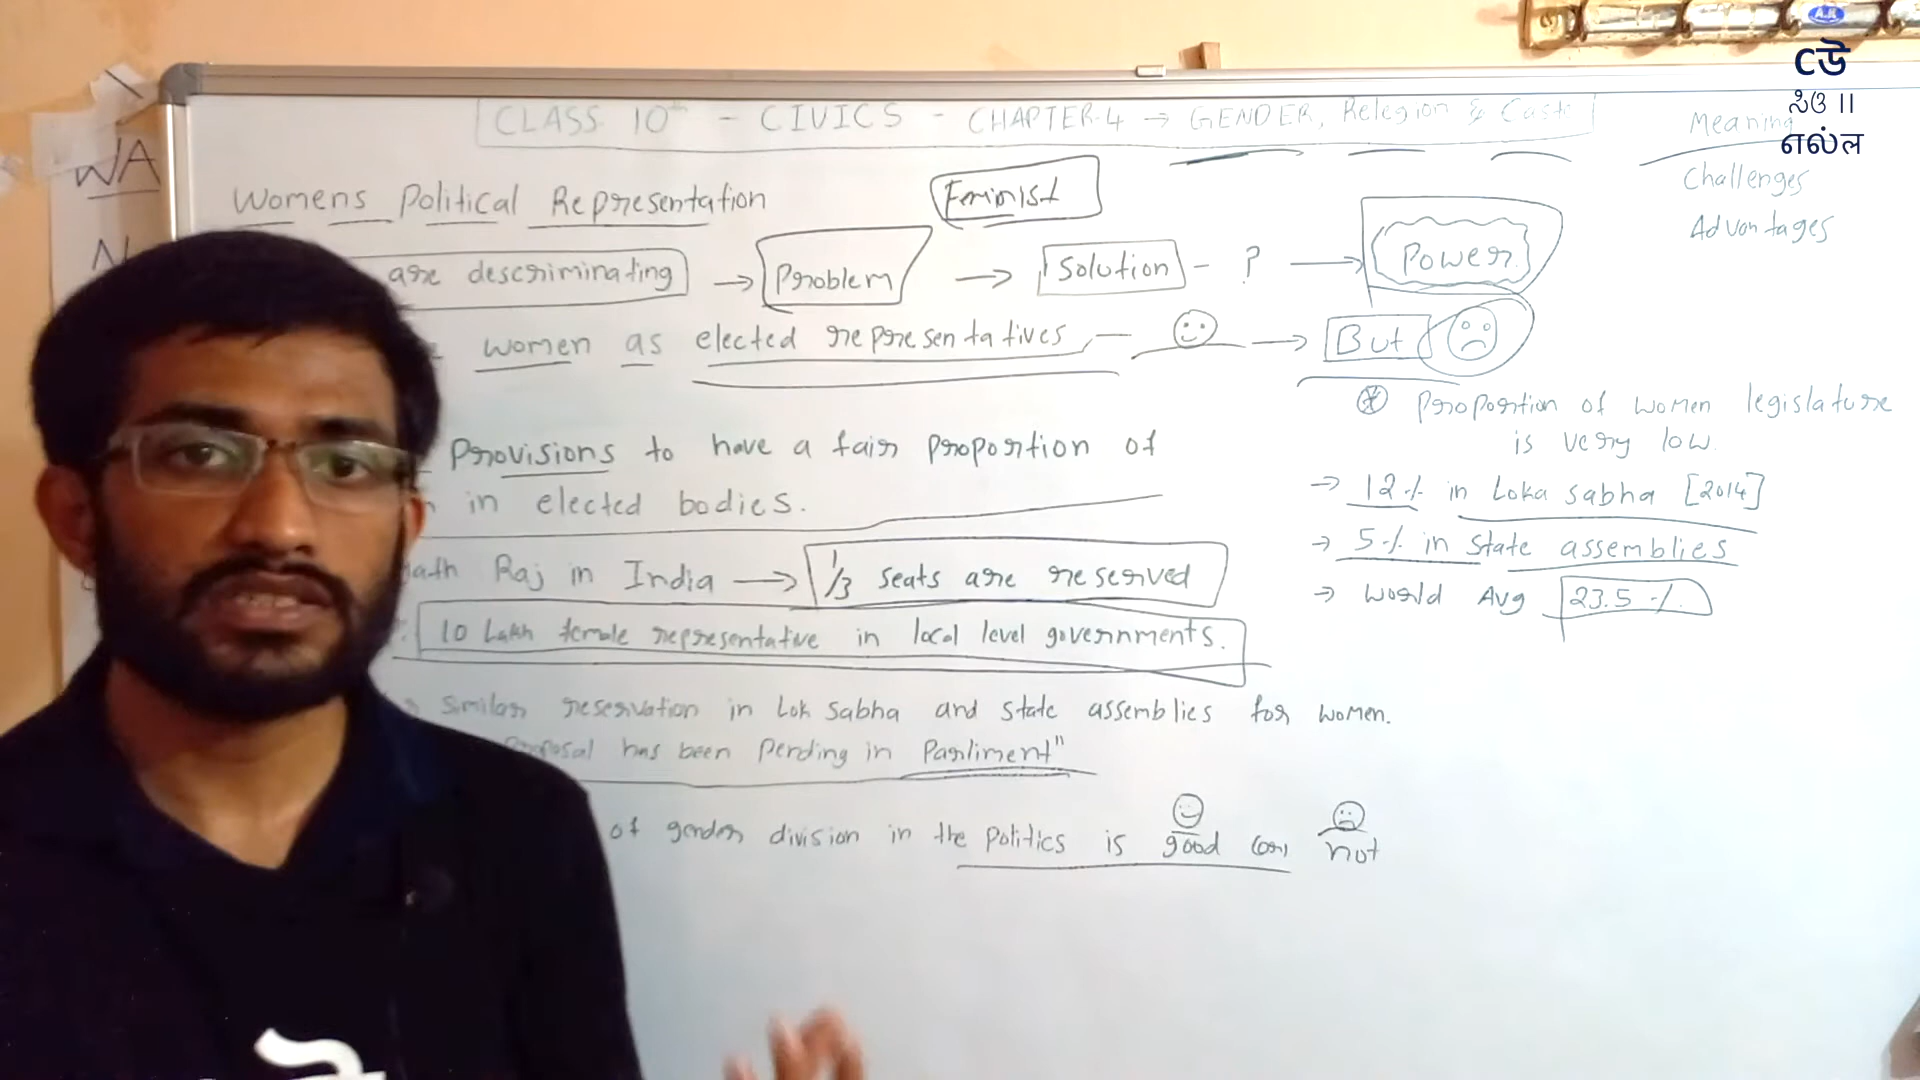 CLASS 10th - CIVICS - CHAPTER-4 → GENDER, Relegion & Caste
Meaning
Challenges
Advantages
Womens Political Representation
Feminist
are descriminating → Problem → Solution - ? → Power
women as elected representatives — → But
* Proportion of women legislature
is very low.
→ 12% in Loka sabha [2014]
→ 5% in State assemblies
→ World Avg 23.5%
Provisions to have a fair proportion of
in elected bodies.
Raj in India → 1/3 seats are reserved
10 Lakh female representative in local level governments.
similar reservation in Lok sabha and state assemblies for women.
Proposal has been pending in Parliment"
of gender division in the politics is good (or) not
WA
N
A.K
Cউ
ಸಿಓ ॥
எல்ல